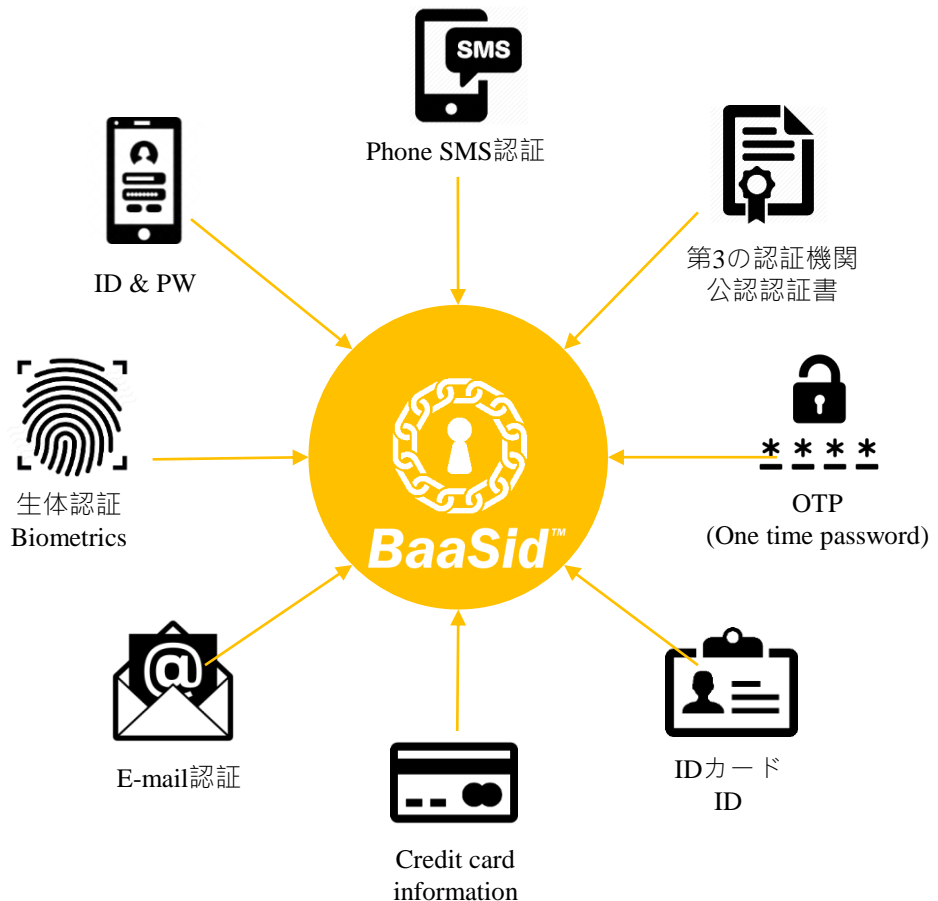 SMS
Phone SMS認証
ID & PW
第3の認証機関
公認認証書
生体認証
Biometrics
BaaSid™
* * * *
OTP
(One time password)
@
E-mail認証
IDカード
ID
Credit card
information